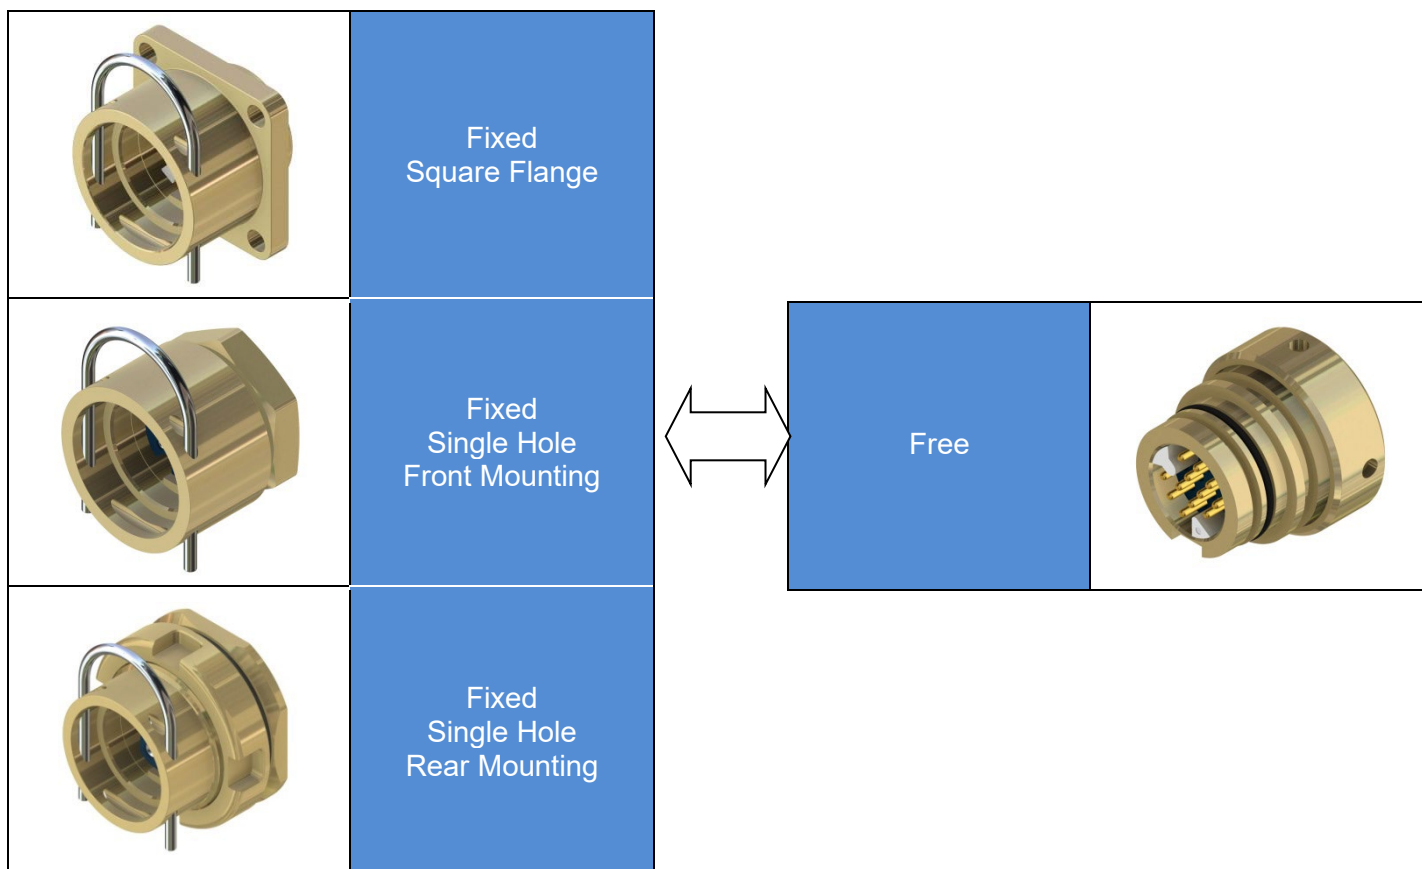 Fixed
Square Flange
Fixed
Single Hole
Front Mounting
Free
Fixed
Single Hole
Rear Mounting